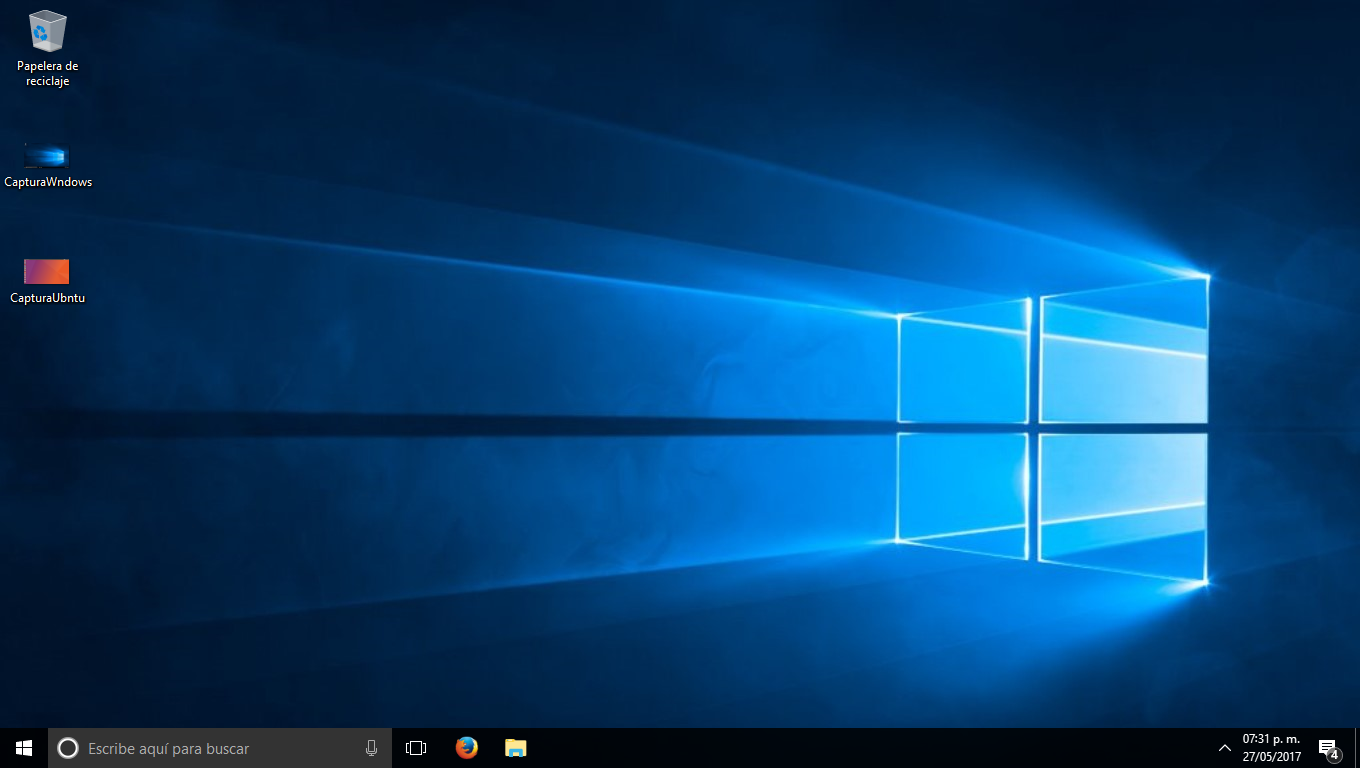 Papelera de
reciclaje
CapturaWndows
CapturaUbntu
Escribe aquí para buscar
07:31 p. m.
27/05/2017
4